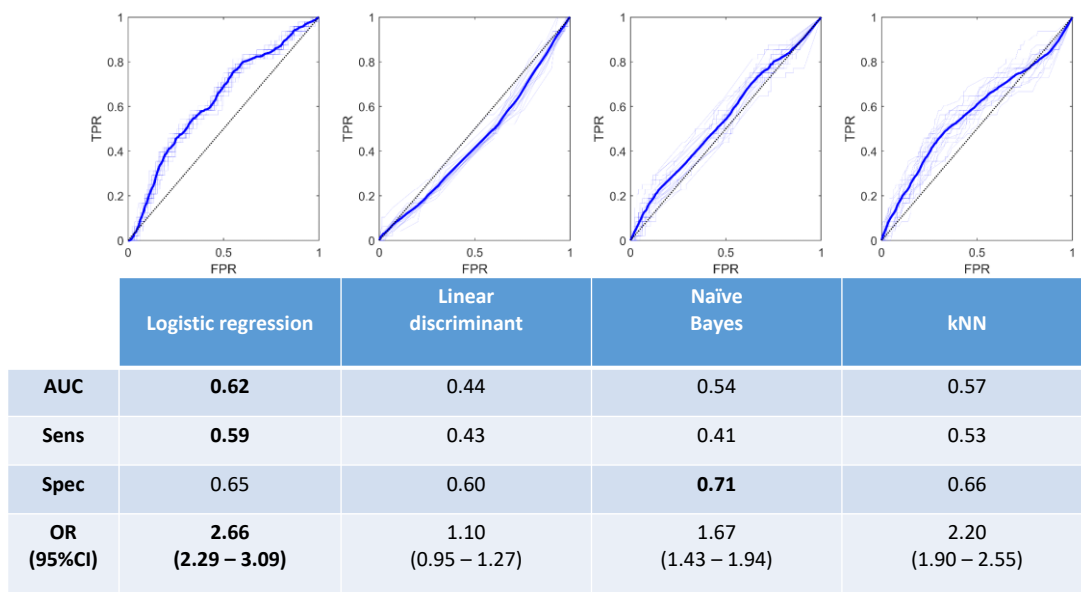 1
0.8
0.6
0.4
0.2
0
0
0.5
1
TPR
FPR
1
0.8
0.6
0.4
0.2
0
0
0.5
1
TPR
FPR
1
0.8
0.6
0.4
0.2
0
0
0.5
1
TPR
FPR
1
0.8
0.6
0.4
0.2
0
0
0.5
1
TPR
FPR
Logistic regression
Linear
discriminant
Naïve
Bayes
kNN
AUC
0.62
0.44
0.54
0.57
Sens
0.59
0.43
0.41
0.53
Spec
0.65
0.60
0.71
0.66
OR
(95%CI)
2.66
(2.29 – 3.09)
1.10
(0.95 – 1.27)
1.67
(1.43 – 1.94)
2.20
(1.90 – 2.55)